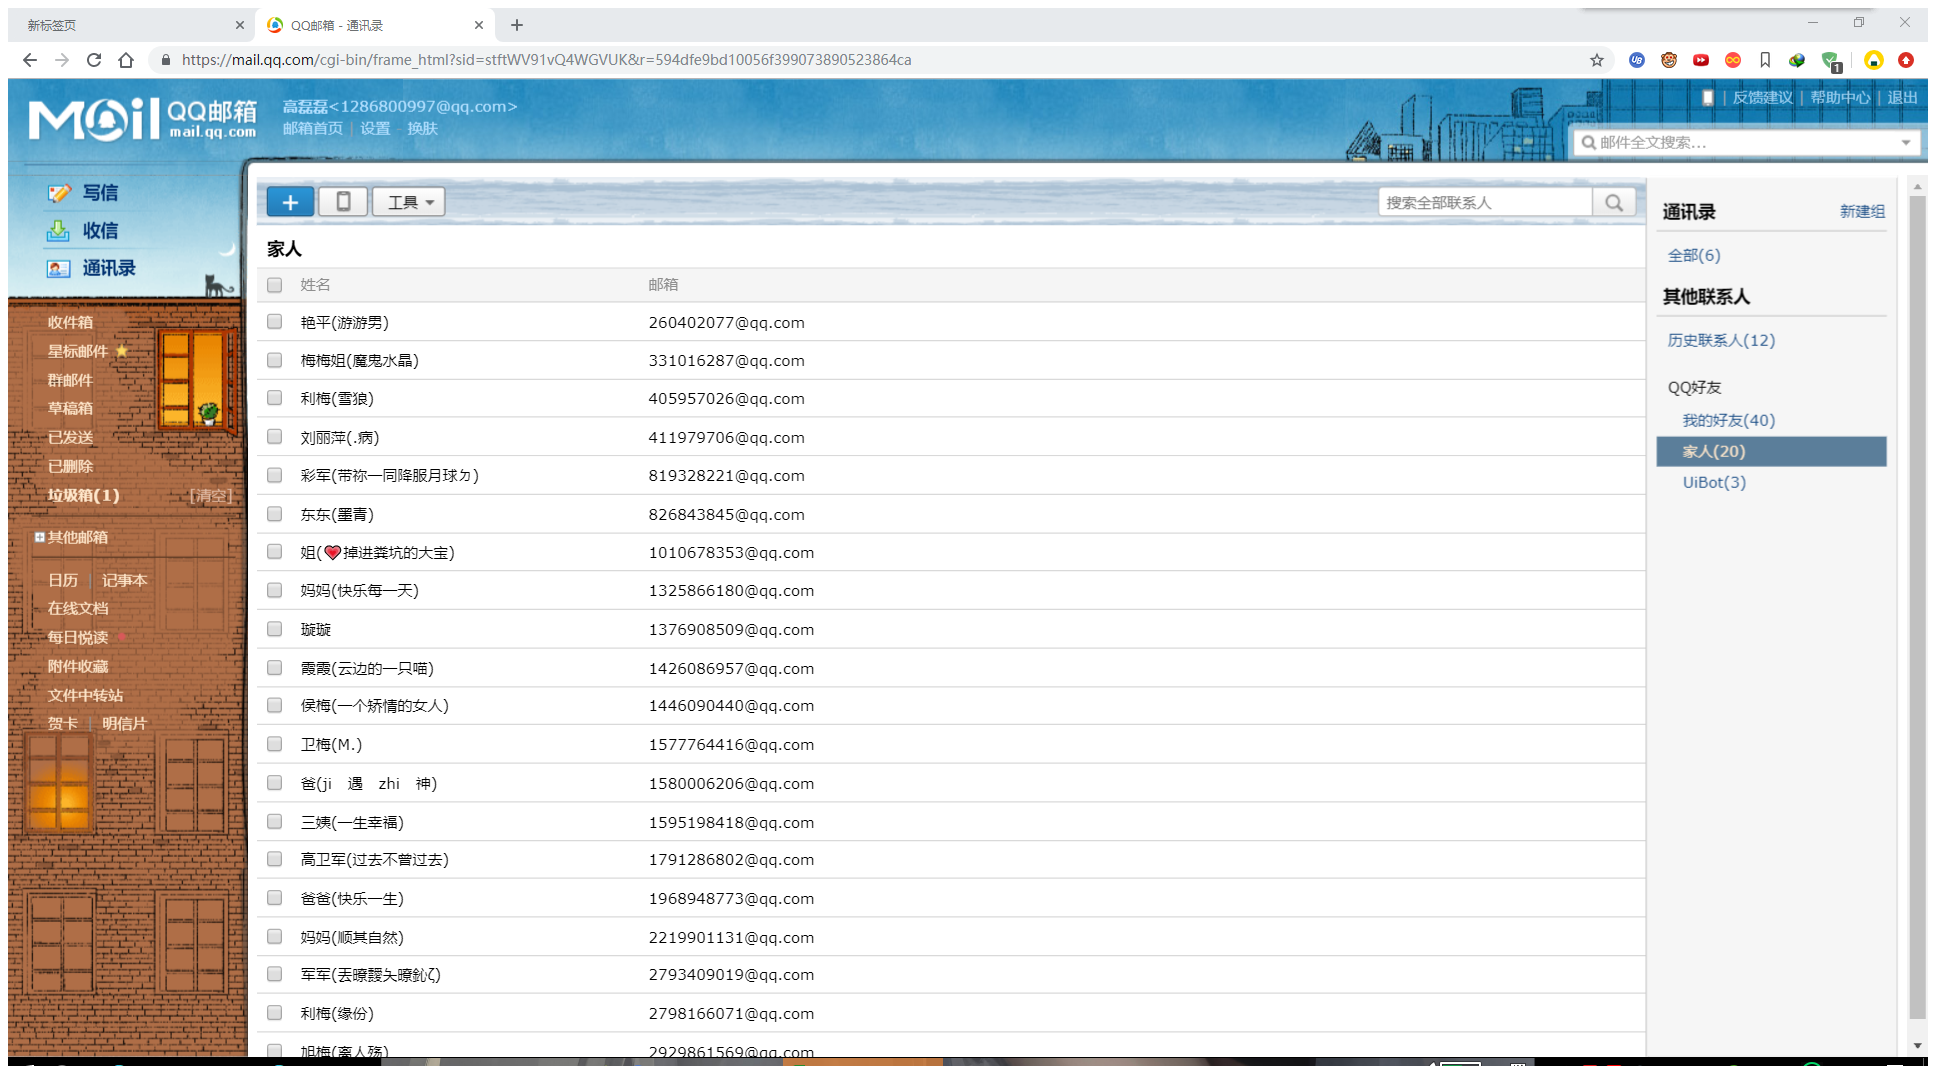 新标签页
QQ邮箱 - 通讯录
https://mail.qq.com/cgi-bin/frame_html?sid=stftWV91vQ4WGVUK&r=594dfe9bd10056f399073890523864ca
UB
1
Mail QQ邮箱
mail.qq.com
高磊磊<1286800997@qq.com>
邮箱首页 | 设置 - 换肤
| 反馈建议 | 帮助中心 | 退出
邮件全文搜索...
写信
收信
通讯录
收件箱
星标邮件
群邮件
草稿箱
已发送
已删除
垃圾箱(1) [清空]
其他邮箱
日历 | 记事本
在线文档
每日悦读
附件收藏
文件中转站
贺卡 | 明信片
+ 工具
搜索全部联系人
家人
姓名 邮箱
艳平(游游男) 260402077@qq.com
梅梅姐(魔鬼水晶) 331016287@qq.com
利梅(雪狼) 405957026@qq.com
刘丽萍(.病) 411979706@qq.com
彩军(带祢一同降服月球ㄉ) 819328221@qq.com
东东(墨青) 826843845@qq.com
姐(❤掉进粪坑的大宝) 1010678353@qq.com
妈妈(快乐每一天) 1325866180@qq.com
璇璇 1376908509@qq.com
霞霞(云边的一只喵) 1426086957@qq.com
侯梅(一个矫情的女人) 1446090440@qq.com
卫梅(M.) 1577764416@qq.com
爸(ji 遇 zhi 神) 1580006206@qq.com
三姨(一生幸福) 1595198418@qq.com
高卫军(过去不曾过去) 1791286802@qq.com
爸爸(快乐一生) 1968948773@qq.com
妈妈(顺其自然) 2219901131@qq.com
军军 2793409019@qq.com
利梅(缘份) 2798166071@qq.com
旭梅(离人殇) 2929861569@qq.com
通讯录 新建组
全部(6)
其他联系人
历史联系人(12)
QQ好友
我的好友(40)
家人(20)
UiBot(3)